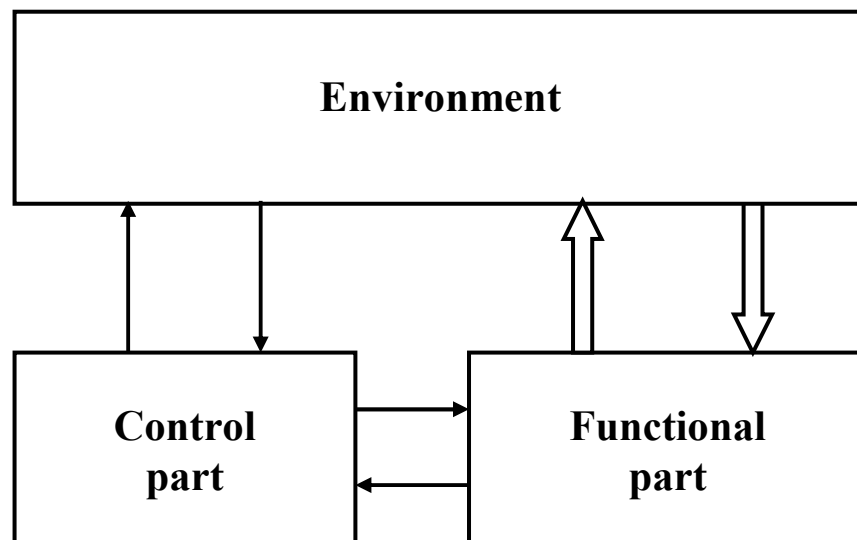 Environment
Control
part
Functional
part